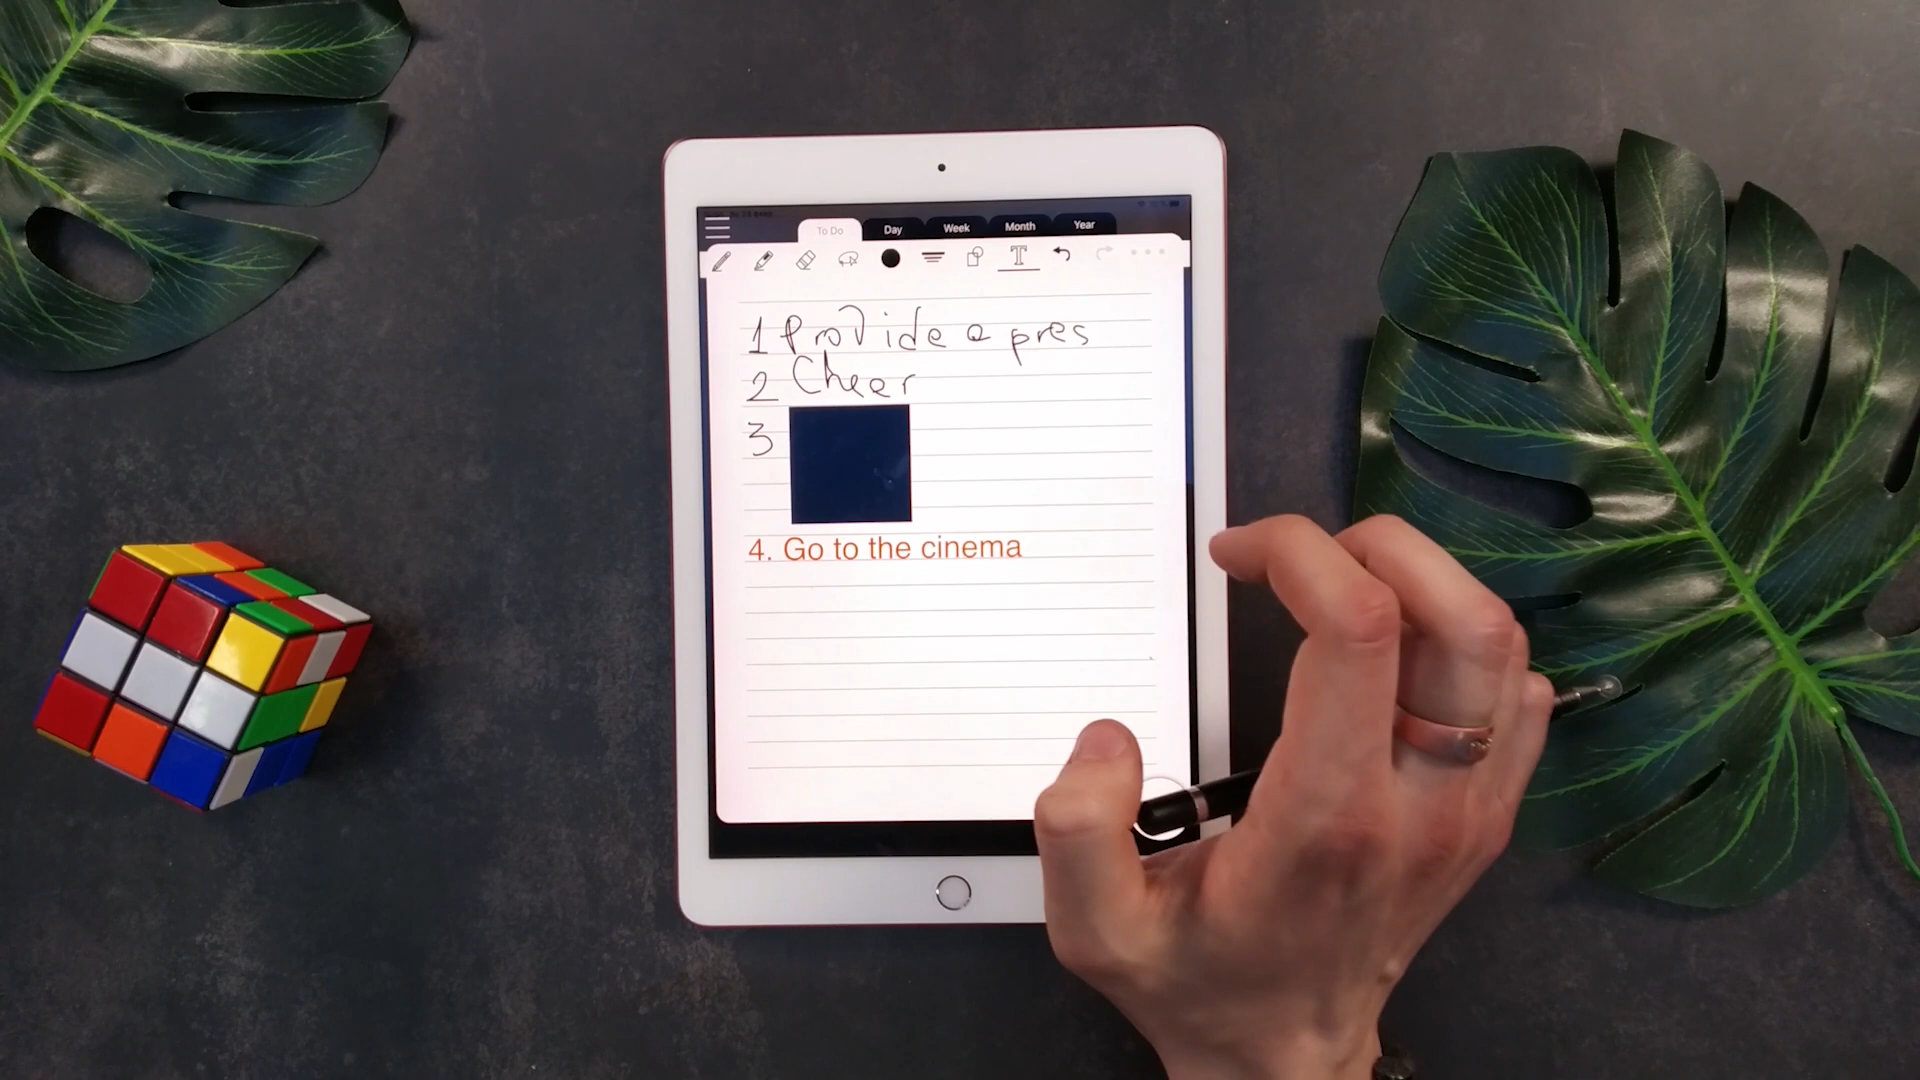 To Do Day Week Month Year
T
1 Provide a pres
2 Cheer
3
4. Go to the cinema